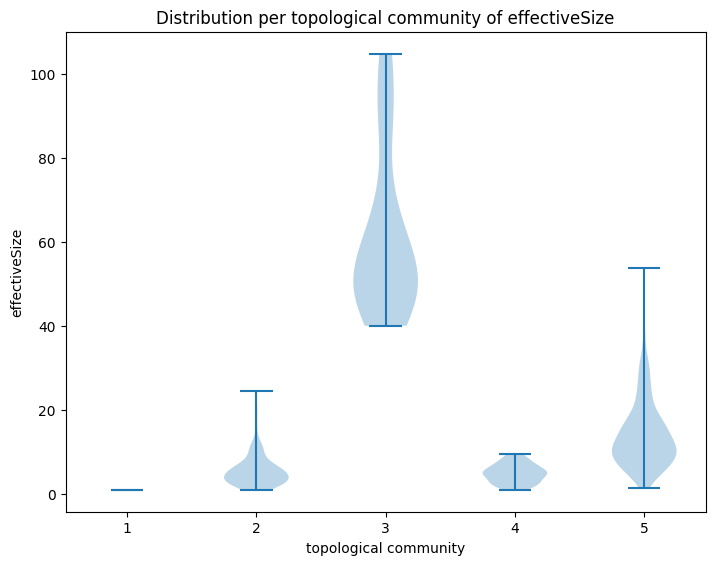 Distribution per topological community of effectiveSize
100
80
60
40
20
0
effectiveSize
1 2 3 4 5
topological community